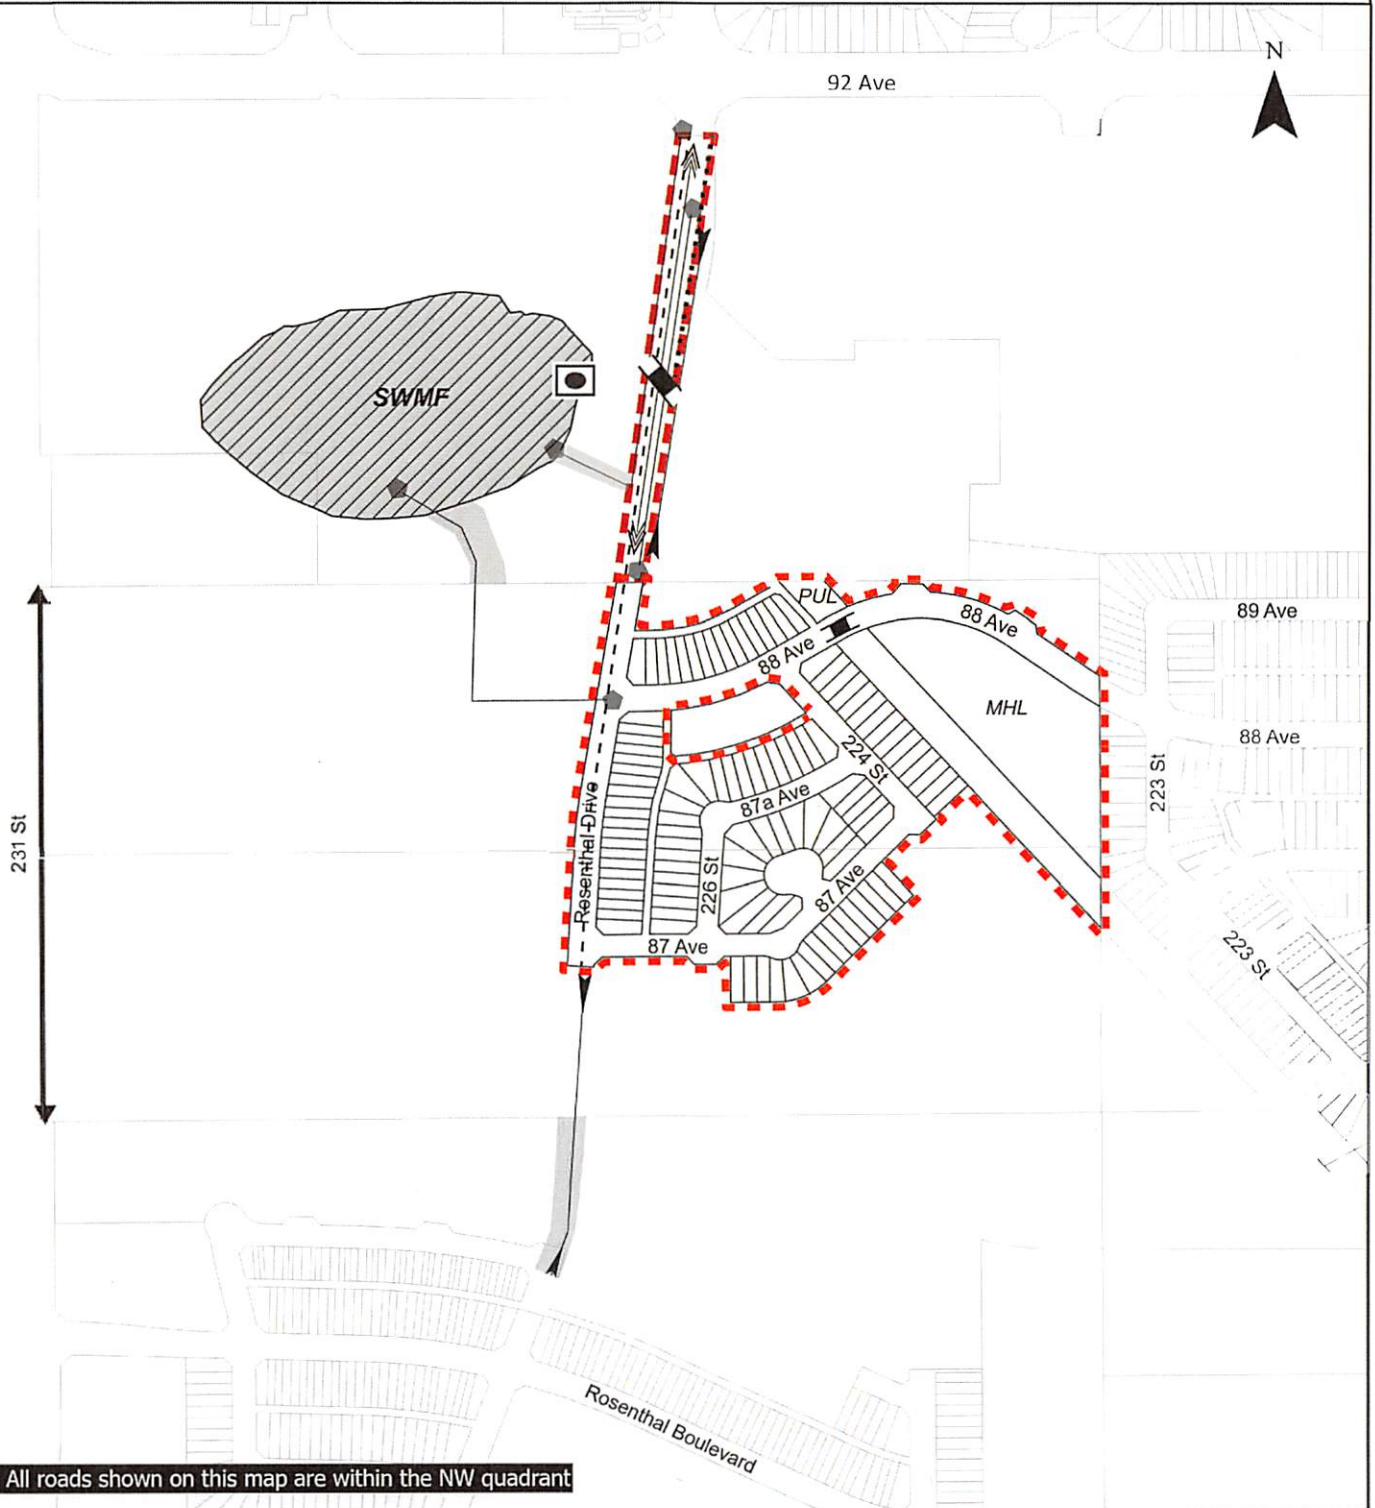 N
92 Ave
SWMF
PUL
88 Ave
89 Ave
88 Ave
MHL
88 Ave
224 St
223 St
87a Ave
231 St
Rosenthal Drive
226 St
87 Ave
87 Ave
223 St
Rosenthal Boulevard
All roads shown on this map are within the NW quadrant